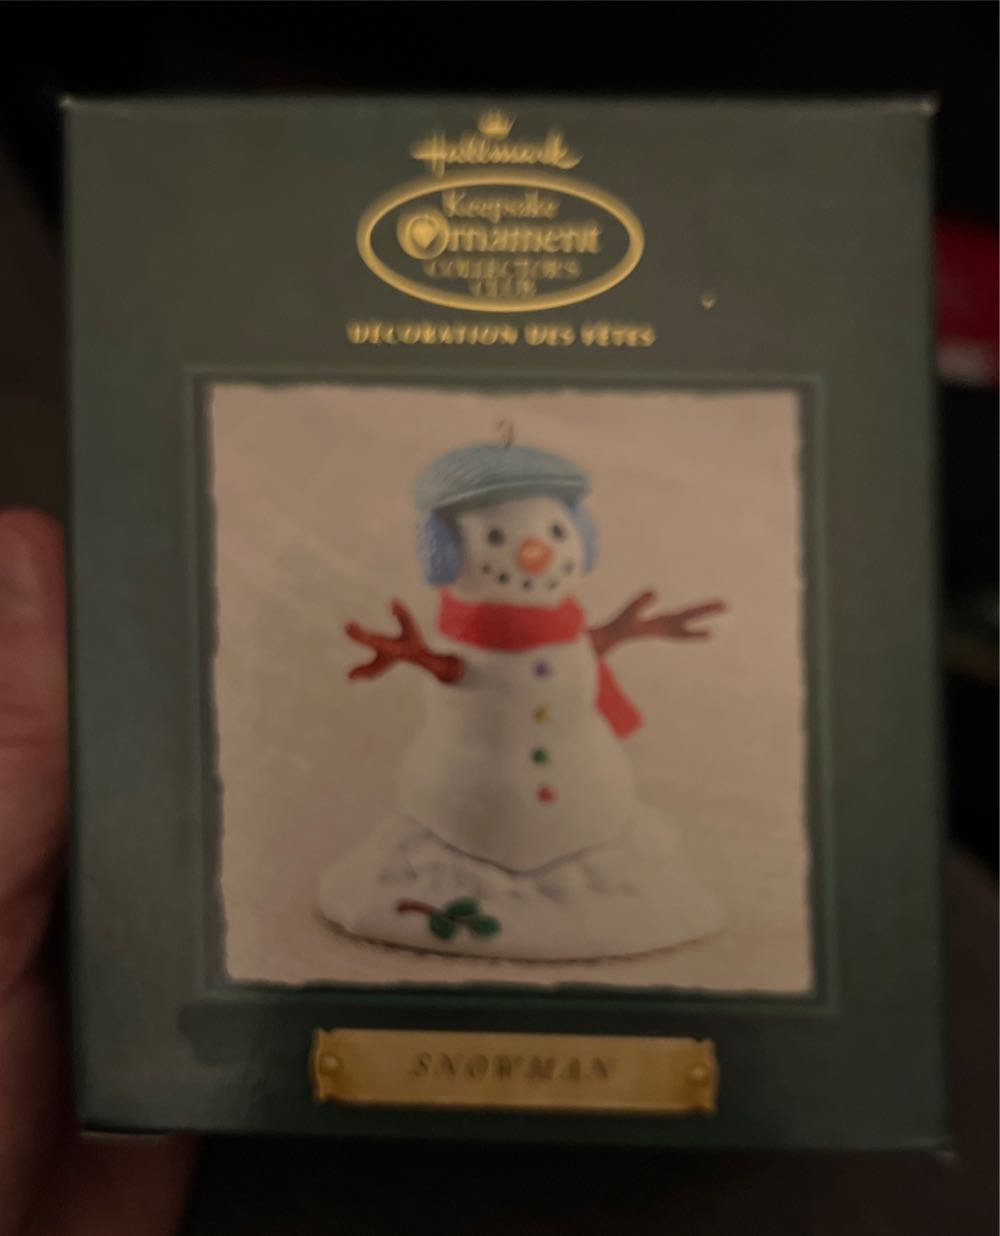 Hallmark
Keepsake
Ornament
COLLECTOR'S
CLUB
DÉCORATION DES FÊTES
SNOWMAN